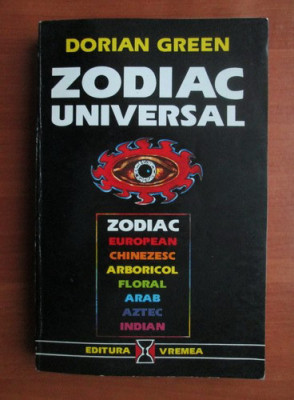 DORIAN GREEN
ZODIAC
UNIVERSAL
ZODIAC
EUROPEAN
CHINEZESC
ARBORICOL
FLORAL
ARAB
AZTEC
INDIAN
EDITURA VREMEA